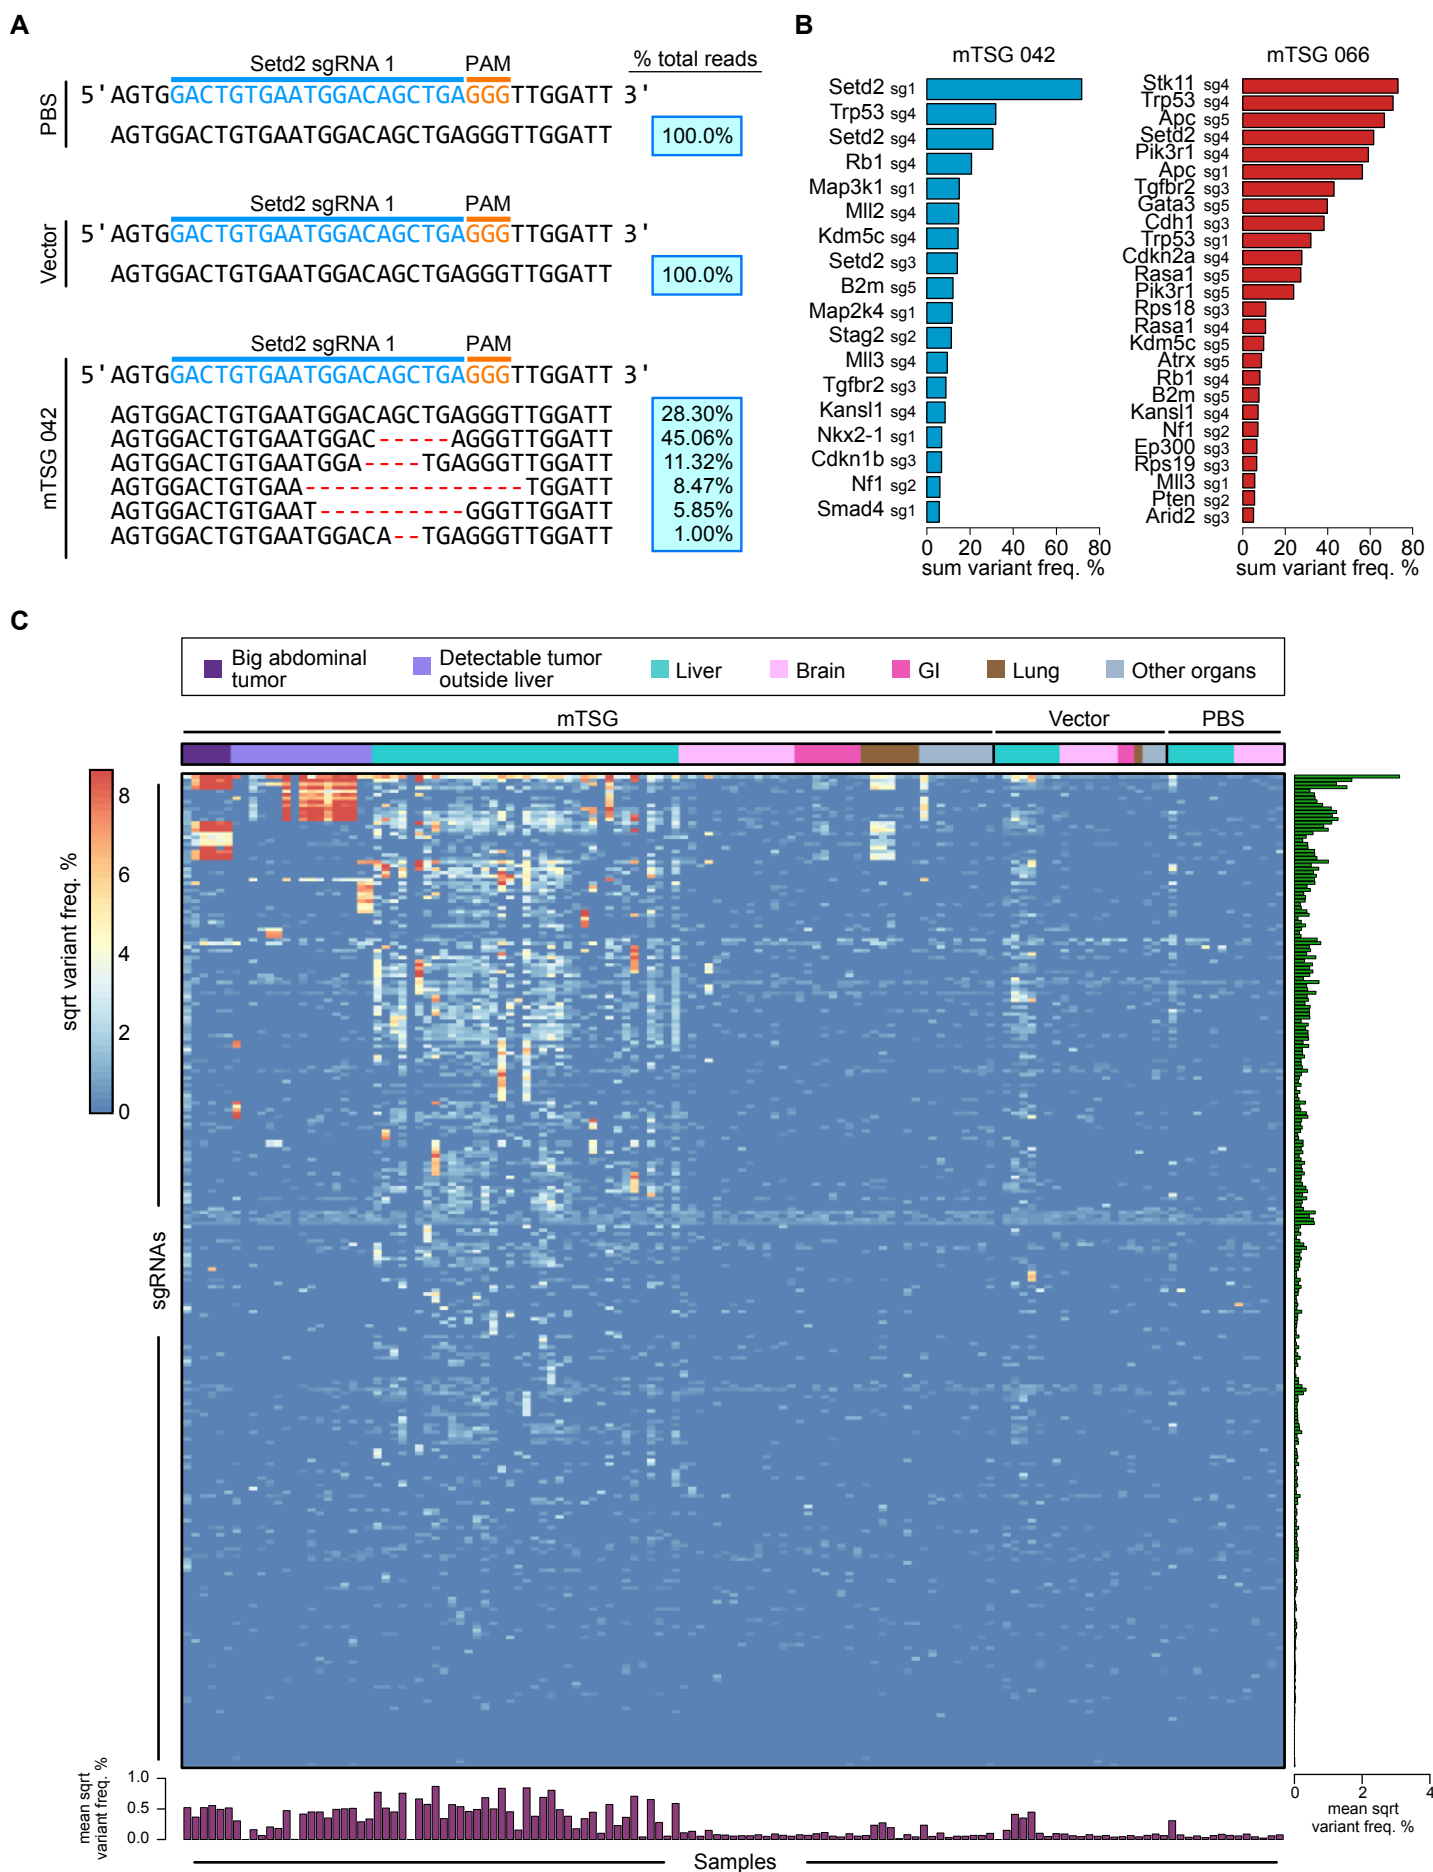 A
Setd2 sgRNA 1 PAM % total reads
PBS
5'AGTGGACTGTGAATGGACAGCTGAGGGTTGGATT 3'
AGTGGACTGTGAATGGACAGCTGAGGGTTGGATT 100.0%
Setd2 sgRNA 1 PAM
Vector
5'AGTGGACTGTGAATGGACAGCTGAGGGTTGGATT 3'
AGTGGACTGTGAATGGACAGCTGAGGGTTGGATT 100.0%
Setd2 sgRNA 1 PAM
mTSG 042
5'AGTGGACTGTGAATGGACAGCTGAGGGTTGGATT 3'
AGTGGACTGTGAATGGACAGCTGAGGGTTGGATT 28.30%
AGTGGACTGTGAATGGAC-----AGGGTTGGATT 45.06%
AGTGGACTGTGAATGGA----TGAGGGTTGGATT 11.32%
AGTGGACTGTGAA---------------TGGATT 8.47%
AGTGGACTGTGAAT----------GGGTTGGATT 5.85%
AGTGGACTGTGAATGGACA--TGAGGGTTGGATT 1.00%
B
mTSG 042
Setd2 sg1
Trp53 sg4
Setd2 sg4
Rb1 sg4
Map3k1 sg1
Mll2 sg4
Kdm5c sg4
Setd2 sg3
B2m sg5
Map2k4 sg1
Stag2 sg2
Mll3 sg4
Tgfbr2 sg3
Kansl1 sg4
Nkx2-1 sg1
Cdkn1b sg3
Nf1 sg2
Smad4 sg1
0 20 40 60 80
sum variant freq. %
mTSG 066
Stk11 sg4
Trp53 sg4
Apc sg5
Setd2 sg4
Pik3r1 sg4
Apc sg1
Tgfbr2 sg3
Gata3 sg5
Cdh1 sg3
Trp53 sg1
Cdkn2a sg4
Rasa1 sg5
Pik3r1 sg5
Rps18 sg3
Rasa1 sg4
Kdm5c sg5
Atrx sg5
Rb1 sg4
B2m sg5
Kansl1 sg4
Nf1 sg2
Ep300 sg3
Rps19 sg3
Mll3 sg1
Pten sg2
Arid2 sg3
0 20 40 60 80
sum variant freq. %
C
Big abdominal tumor
Detectable tumor outside liver
Liver
Brain
GI
Lung
Other organs
mTSG Vector PBS
sqrt variant freq. %
8
6
4
2
0
sgRNAs
mean sqrt
variant freq. %
1.0
0.5
0.0
Samples
0 2 4
mean sqrt
variant freq. %